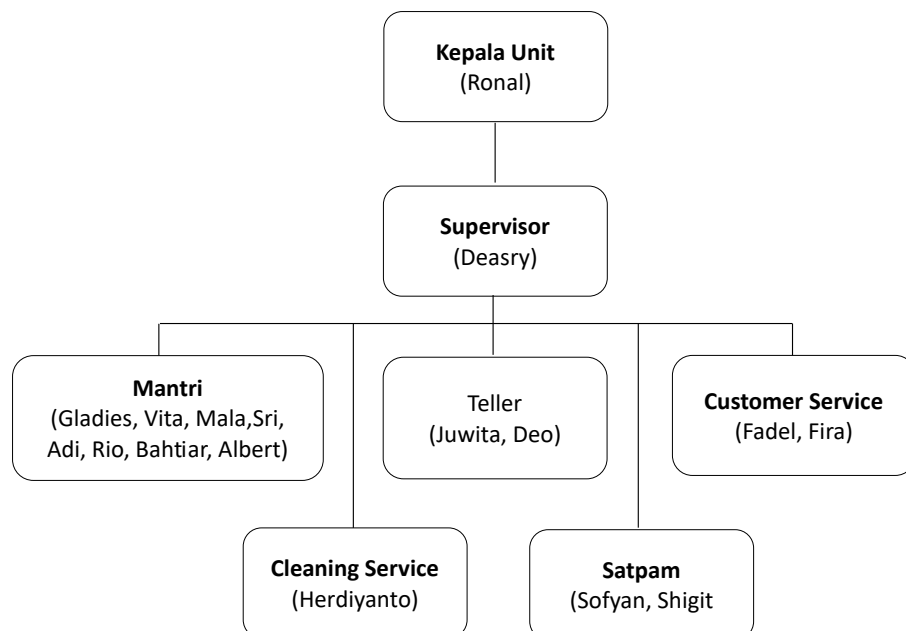 Kepala Unit
(Ronal)
Supervisor
(Deasry)
Mantri
(Gladies, Vita, Mala,Sri,
Adi, Rio, Bahtiar, Albert)
Teller
(Juwita, Deo)
Customer Service
(Fadel, Fira)
Cleaning Service
(Herdiyanto)
Satpam
(Sofyan, Shigit